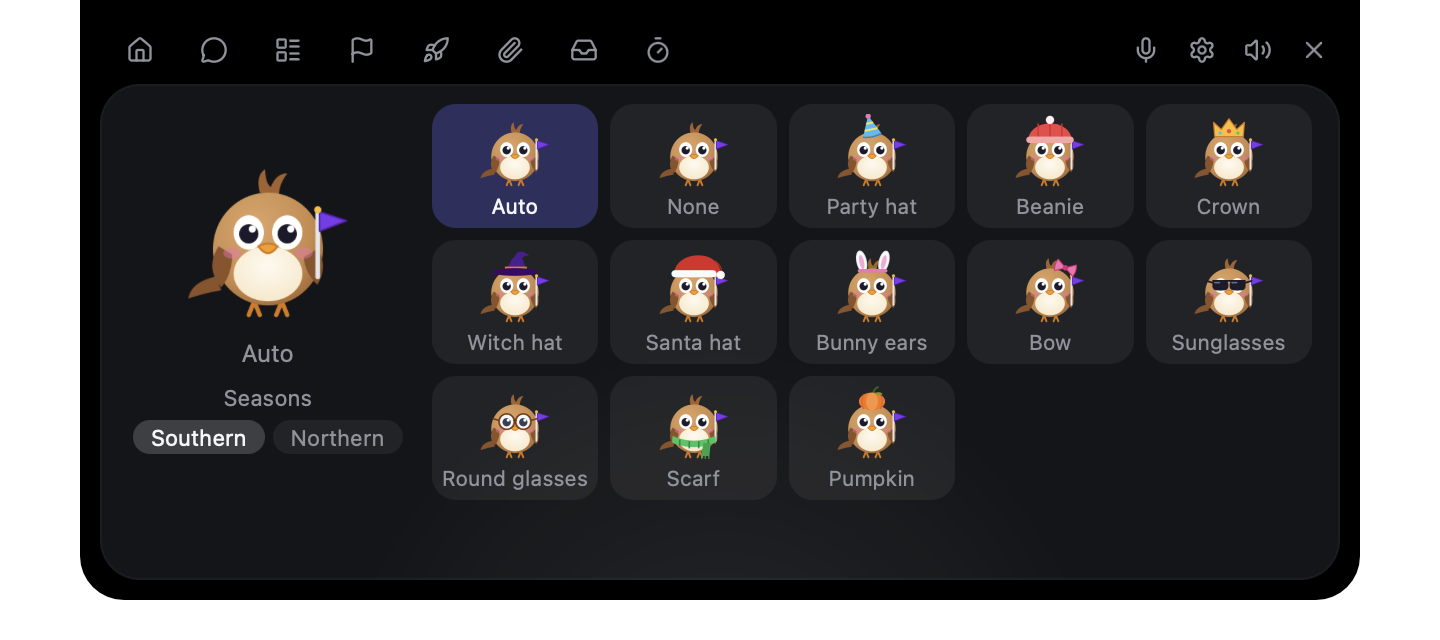 Auto
Seasons
Southern Northern
Auto None Party hat Beanie Crown
Witch hat Santa hat Bunny ears Bow Sunglasses
Round glasses Scarf Pumpkin